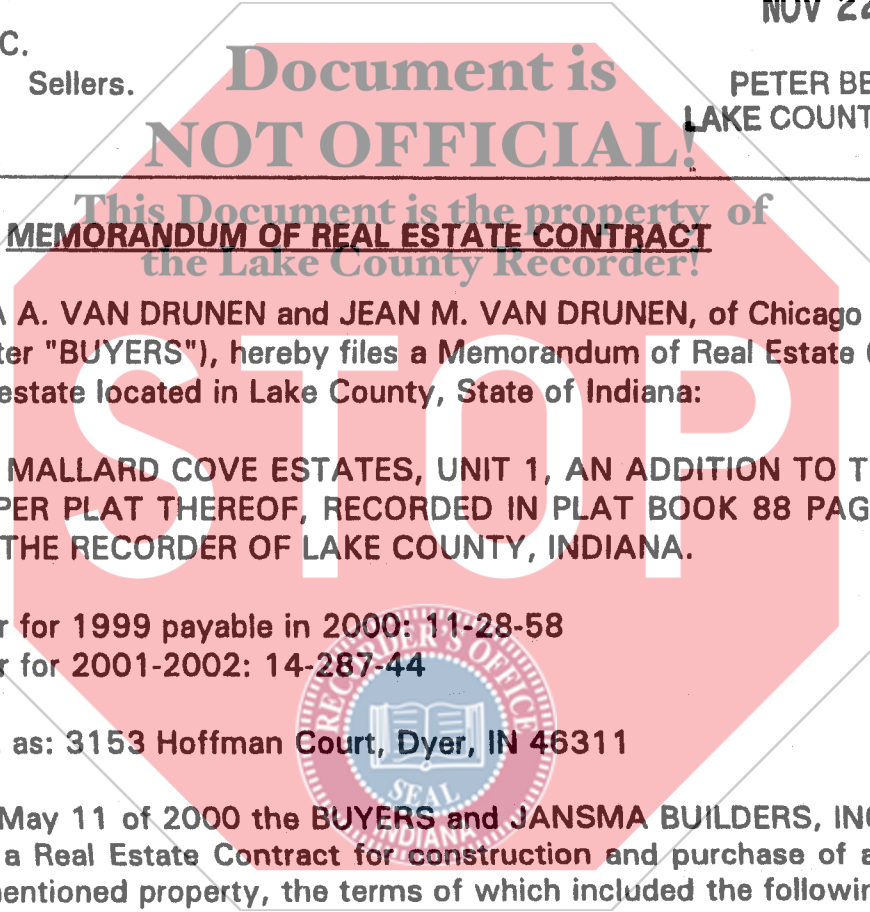 NOV 22
C.
Document is
Sellers.
PETER BE
NOT OFFICIAL!
LAKE COUNT
This Document is the property of
MEMORANDUM OF REAL ESTATE CONTRACT
the Lake County Recorder!
A. VAN DRUNEN and JEAN M. VAN DRUNEN, of Chicago
ter "BUYERS"), hereby files a Memorandum of Real Estate
estate located in Lake County, State of Indiana:
STOP
MALLARD COVE ESTATES, UNIT 1, AN ADDITION TO T
PER PLAT THEREOF, RECORDED IN PLAT BOOK 88 PAG
THE RECORDER OF LAKE COUNTY, INDIANA.
r for 1999 payable in 2000: 11-28-58
r for 2001-2002: 14-287-44
RECORDER'S OFFICE
as: 3153 Hoffman Court, Dyer, IN 46311
SEAL
INDIANA
May 11 of 2000 the BUYERS and JANSMA BUILDERS, INC
a Real Estate Contract for construction and purchase of a
entioned property, the terms of which included the followin